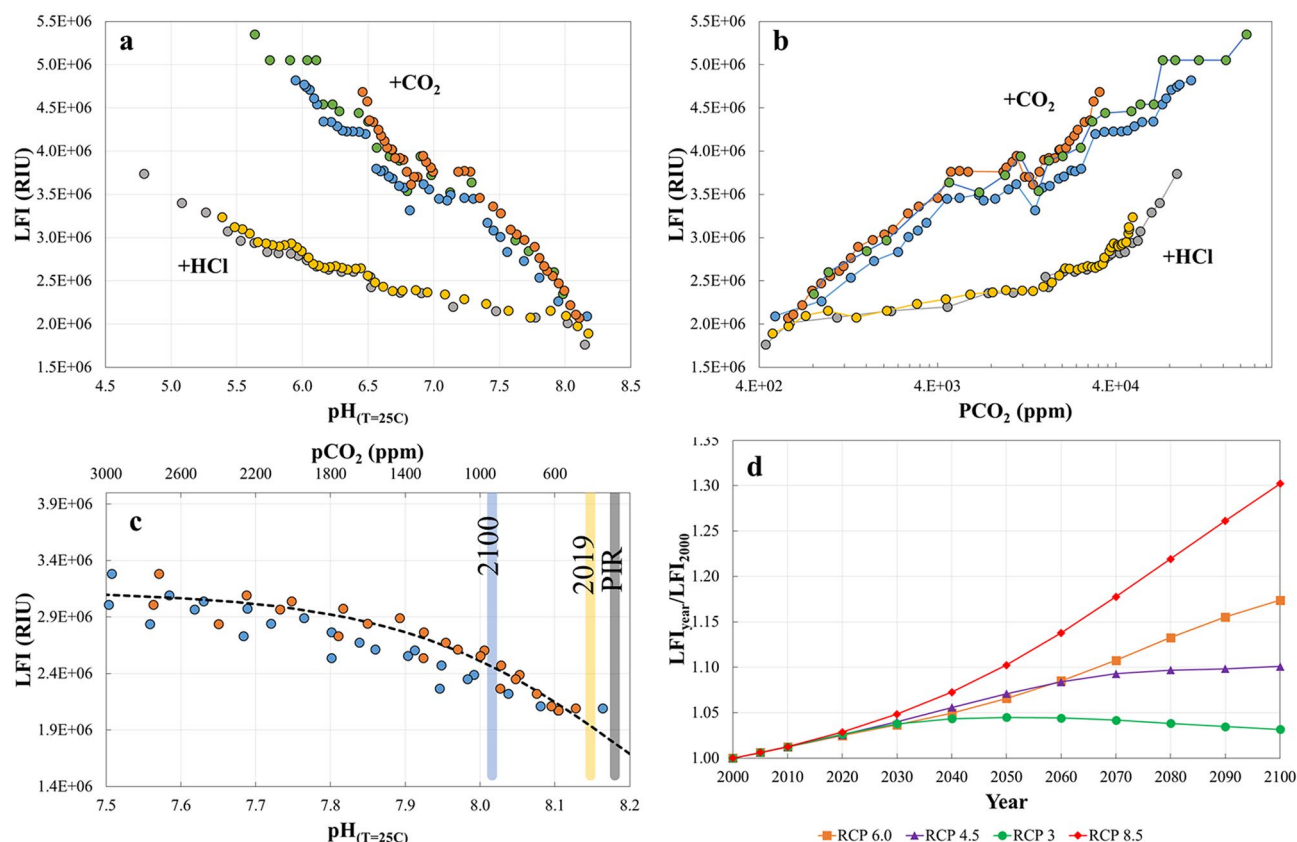 a
+CO₂
+HCl
LFI (RIU)
5.5E+06
5.0E+06
4.5E+06
4.0E+06
3.5E+06
3.0E+06
2.5E+06
2.0E+06
1.5E+06
4.5 5.0 5.5 6.0 6.5 7.0 7.5 8.0 8.5
pH(T=25C)
b
+CO₂
+HCl
LFI (RIU)
5.5E+06
5.0E+06
4.5E+06
4.0E+06
3.5E+06
3.0E+06
2.5E+06
2.0E+06
1.5E+06
4.E+02 4.E+03 4.E+04
PCO₂ (ppm)
pCO₂ (ppm)
3000 2600 2200 1800 1400 1000 600
c
2100
2019
PIR
LFI (RIU)
3.9E+06
3.4E+06
2.9E+06
2.4E+06
1.9E+06
1.4E+06
7.5 7.6 7.7 7.8 7.9 8.0 8.1 8.2
pH(T=25C)
d
LFIyear/LFI2000
1.35
1.30
1.25
1.20
1.15
1.10
1.05
1.00
2000 2010 2020 2030 2040 2050 2060 2070 2080 2090 2100
Year
RCP 6.0 RCP 4.5 RCP 3 RCP 8.5